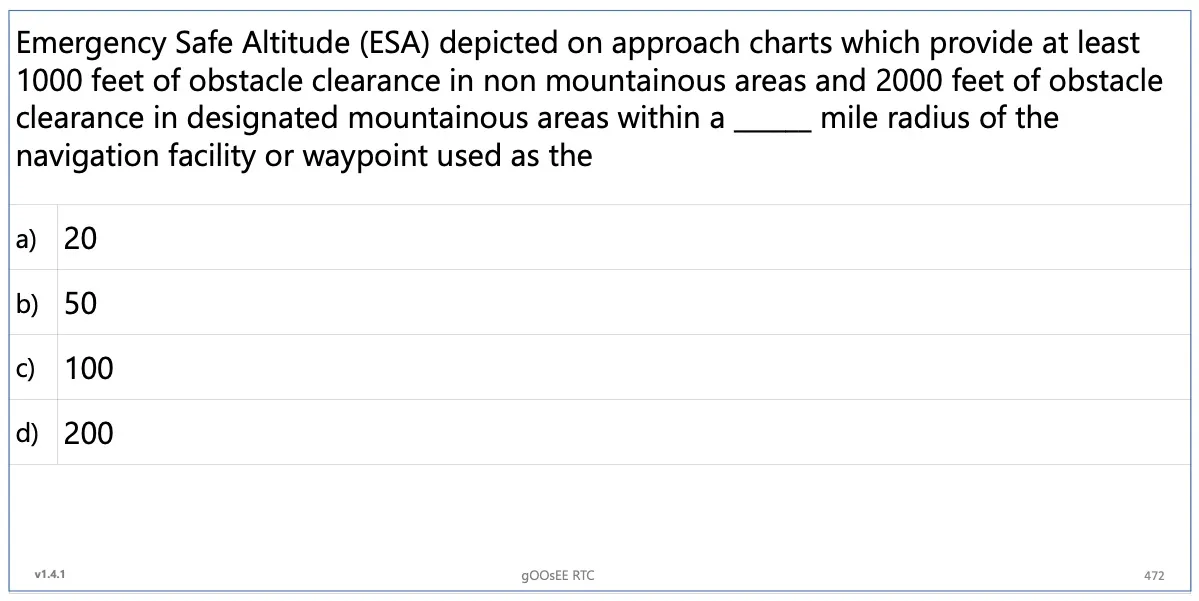 Emergency Safe Altitude (ESA) depicted on approach charts which provide at least
1000 feet of obstacle clearance in non mountainous areas and 2000 feet of obstacle
clearance in designated mountainous areas within a ______ mile radius of the
navigation facility or waypoint used as the
a) 20
b) 50
c) 100
d) 200
v1.4.1 gOOsEE RTC 472